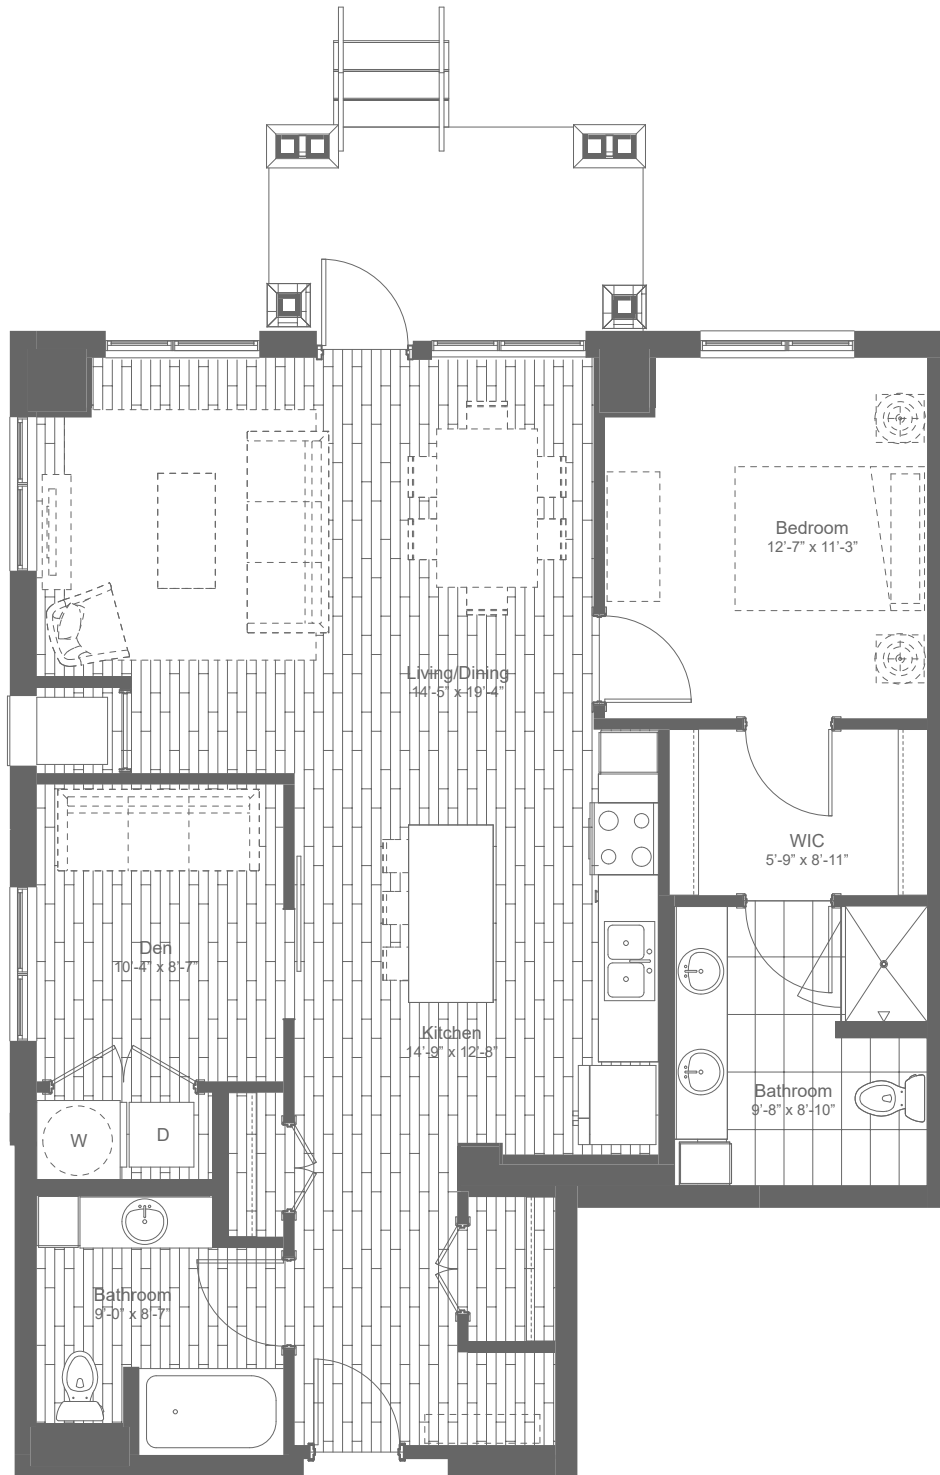 Bedroom
12’-7” x 11’-3”
Living/Dining
14’-5” x 19’-4”
WIC
5’-9” x 8’-11”
Den
10’-4” x 8’-7”
Kitchen
14’-9” x 12’-8”
Bathroom
9’-8” x 8’-10”
W
D
Bathroom
9’-0” x 8’-7”